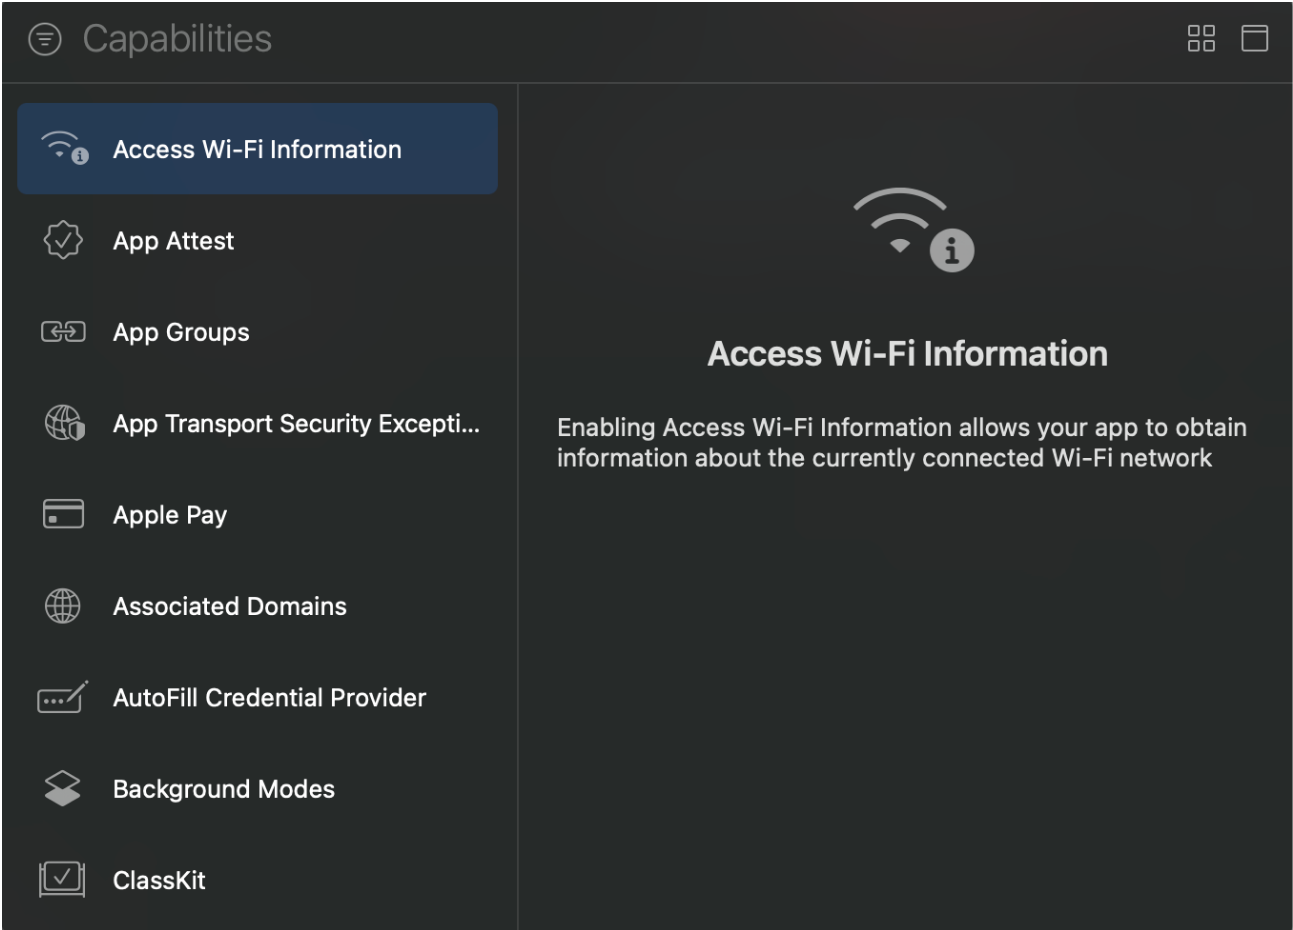 Capabilities
Access Wi-Fi Information
App Attest
App Groups
App Transport Security Excepti...
Apple Pay
Associated Domains
AutoFill Credential Provider
Background Modes
ClassKit
Access Wi-Fi Information
Enabling Access Wi-Fi Information allows your app to obtain
information about the currently connected Wi-Fi network